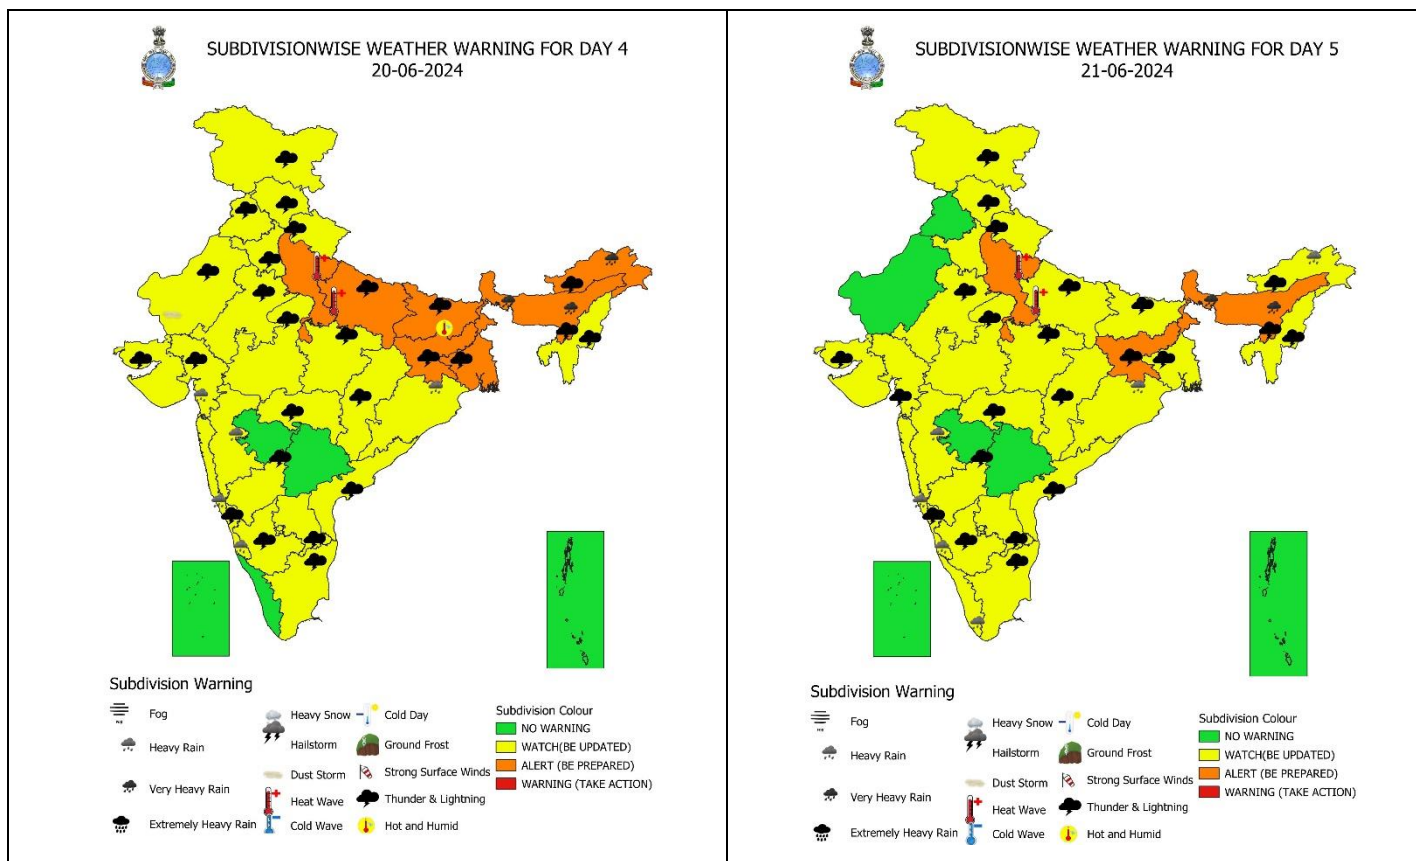 SUBDIVISIONWISE WEATHER WARNING FOR DAY 4
20-06-2024
Subdivision Warning
Fog
Heavy Rain
Very Heavy Rain
Extremely Heavy Rain
Heavy Snow
Hailstorm
Dust Storm
Heat Wave
Cold Wave
Cold Day
Ground Frost
Strong Surface Winds
Thunder & Lightning
Hot and Humid
Subdivision Colour
NO WARNING
WATCH(BE UPDATED)
ALERT (BE PREPARED)
WARNING (TAKE ACTION)
SUBDIVISIONWISE WEATHER WARNING FOR DAY 5
21-06-2024
Subdivision Warning
Fog
Heavy Rain
Very Heavy Rain
Extremely Heavy Rain
Heavy Snow
Hailstorm
Dust Storm
Heat Wave
Cold Wave
Cold Day
Ground Frost
Strong Surface Winds
Thunder & Lightning
Hot and Humid
Subdivision Colour
NO WARNING
WATCH(BE UPDATED)
ALERT (BE PREPARED)
WARNING (TAKE ACTION)